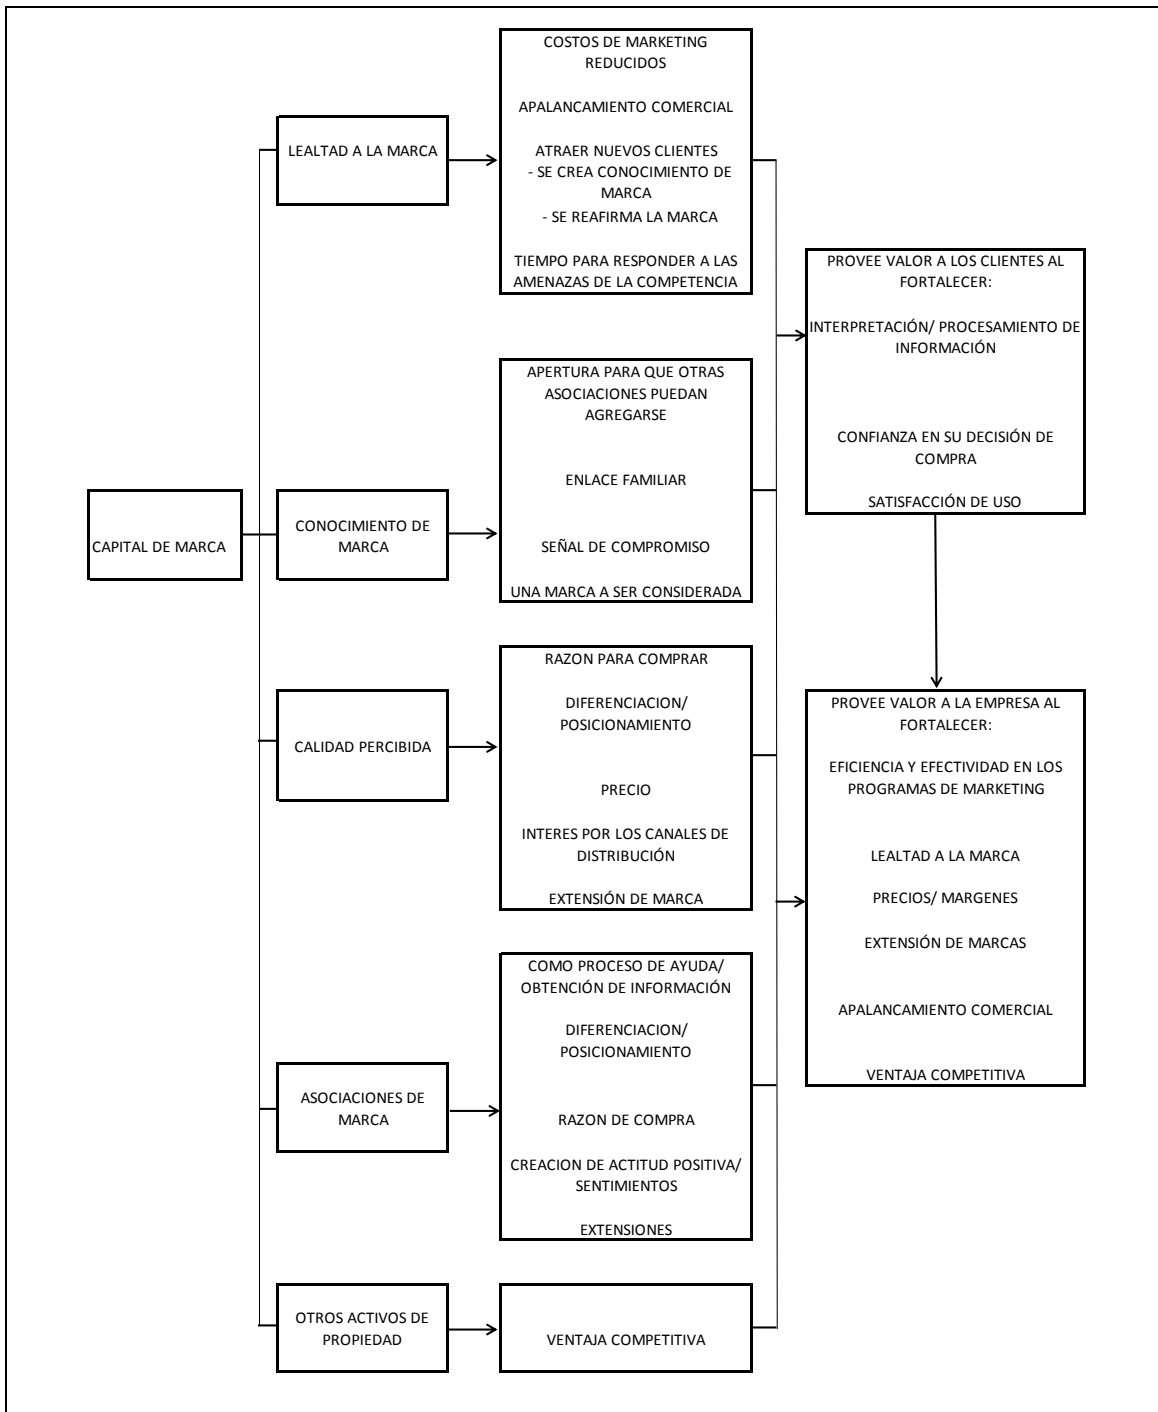 COSTOS DE MARKETING
REDUCIDOS
APALANCAMIENTO COMERCIAL
ATRAER NUEVOS CLIENTES
- SE CREA CONOCIMIENTO DE
MARCA
- SE REAFIRMA LA MARCA
TIEMPO PARA RESPONDER A LAS
AMENAZAS DE LA COMPETENCIA
LEALTAD A LA MARCA
PROVEE VALOR A LOS CLIENTES AL
FORTALECER:
INTERPRETACIÓN/ PROCESAMIENTO DE
INFORMACIÓN
CONFIANZA EN SU DECISIÓN DE
COMPRA
SATISFACCIÓN DE USO
APERTURA PARA QUE OTRAS
ASOCIACIONES PUEDAN
AGREGARSE
ENLACE FAMILIAR
SEÑAL DE COMPROMISO
UNA MARCA A SER CONSIDERADA
CAPITAL DE MARCA
CONOCIMIENTO DE
MARCA
RAZON PARA COMPRAR
DIFERENCIACION/
POSICIONAMIENTO
PRECIO
INTERES POR LOS CANALES DE
DISTRIBUCIÓN
EXTENSIÓN DE MARCA
CALIDAD PERCIBIDA
PROVEE VALOR A LA EMPRESA AL
FORTALECER:
EFICIENCIA Y EFECTIVIDAD EN LOS
PROGRAMAS DE MARKETING
LEALTAD A LA MARCA
PRECIOS/ MARGENES
EXTENSIÓN DE MARCAS
APALANCAMIENTO COMERCIAL
VENTAJA COMPETITIVA
COMO PROCESO DE AYUDA/
OBTENCIÓN DE INFORMACIÓN
DIFERENCIACION/
POSICIONAMIENTO
RAZON DE COMPRA
CREACION DE ACTITUD POSITIVA/
SENTIMIENTOS
EXTENSIONES
ASOCIACIONES DE
MARCA
OTROS ACTIVOS DE
PROPIEDAD
VENTAJA COMPETITIVA